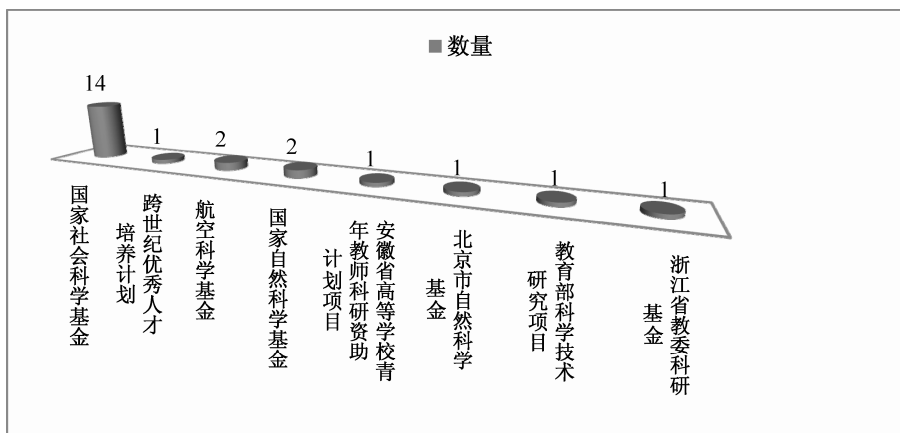 数量
14
1
2
2
1
1
1
1
国家社会科学基金
跨世纪优秀人才
培养计划
航空科学基金
国家自然科学基金
安徽省高等学校青
年教师科研资助
计划项目
北京市自然科学
基金
教育部科学技术
研究项目
浙江省教委科研
基金